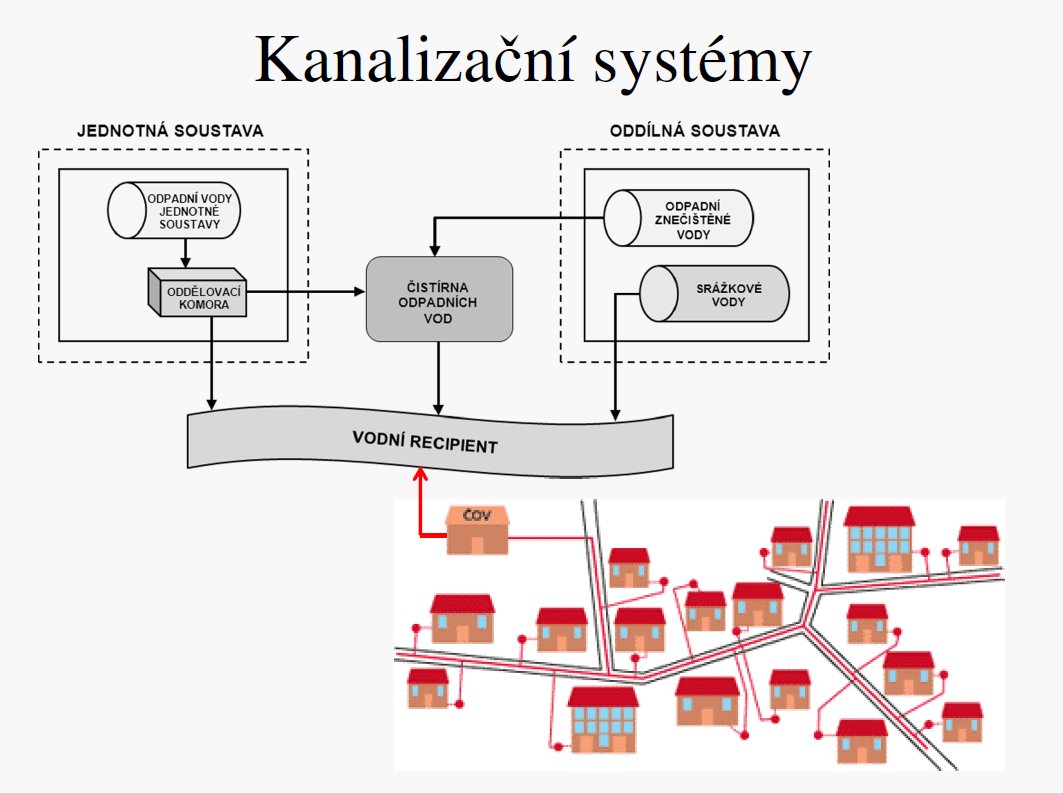 Kanalizační systémy
JEDNOTNÁ SOUSTAVA
ODPADNÍ VODY
JEDNOTNÉ
SOUSTAVY
ODDĚLOVACÍ
KOMORA
ČISTÍRNA
ODPADNÍCH
VOD
ODDÍLNÁ SOUSTAVA
ODPADNÍ
ZNEČIŠTĚNÉ
VODY
SRÁŽKOVÉ
VODY
VODNÍ RECIPIENT
ČOV